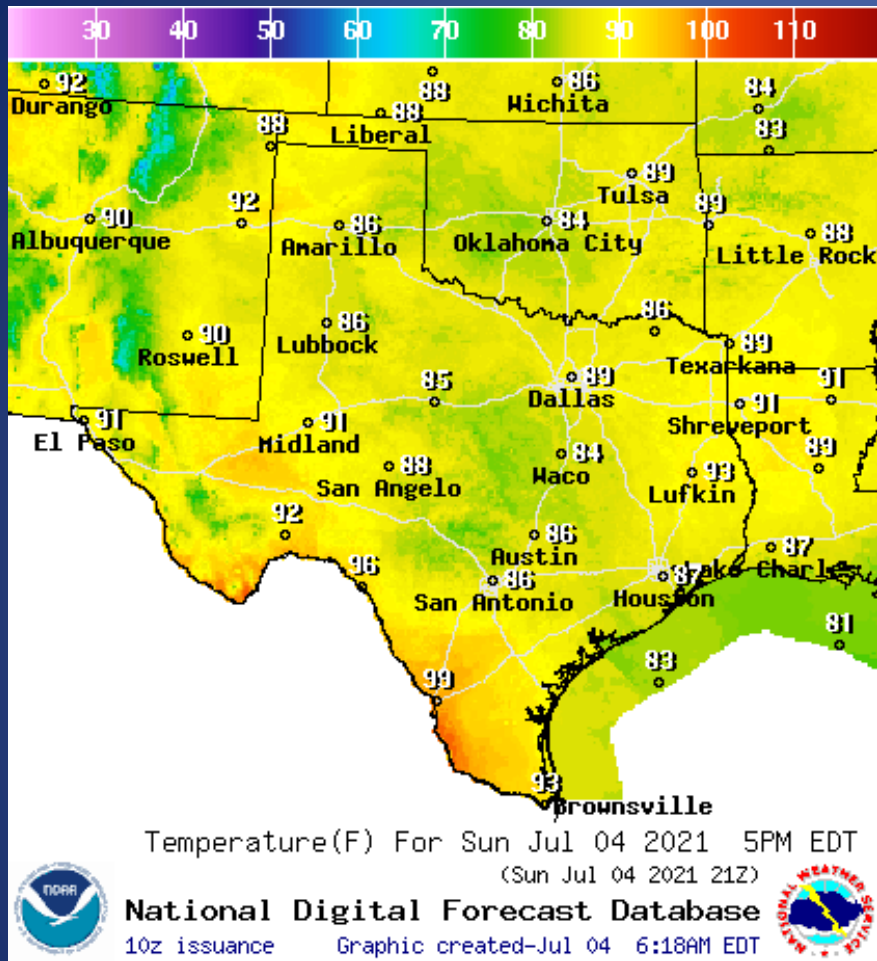 30 40 50 60 70 80 90 100 110
92
Durango
88
86
Wichita
84
88
Liberal
88
83
89
Tulsa
90
Albuquerque
92
86
Amarillo
84
Oklahoma City
89
88
Little Rock
90
Roswell
86
Lubbock
86
89
Texarkana
85
89
Dallas
91
Shreveport
91
91
El Paso
91
Midland
88
San Angelo
84
Waco
93
Lufkin
89
92
86
Austin
87
Lake Charles
96
86
San Antonio
87
Houston
81
83
99
93
Brownsville
Temperature(F) For Sun Jul 04 2021 5PM EDT
(Sun Jul 04 2021 21Z)
National Digital Forecast Database
10z issuance Graphic created-Jul 04 6:18AM EDT
NOAA
NATIONAL WEATHER SERVICE